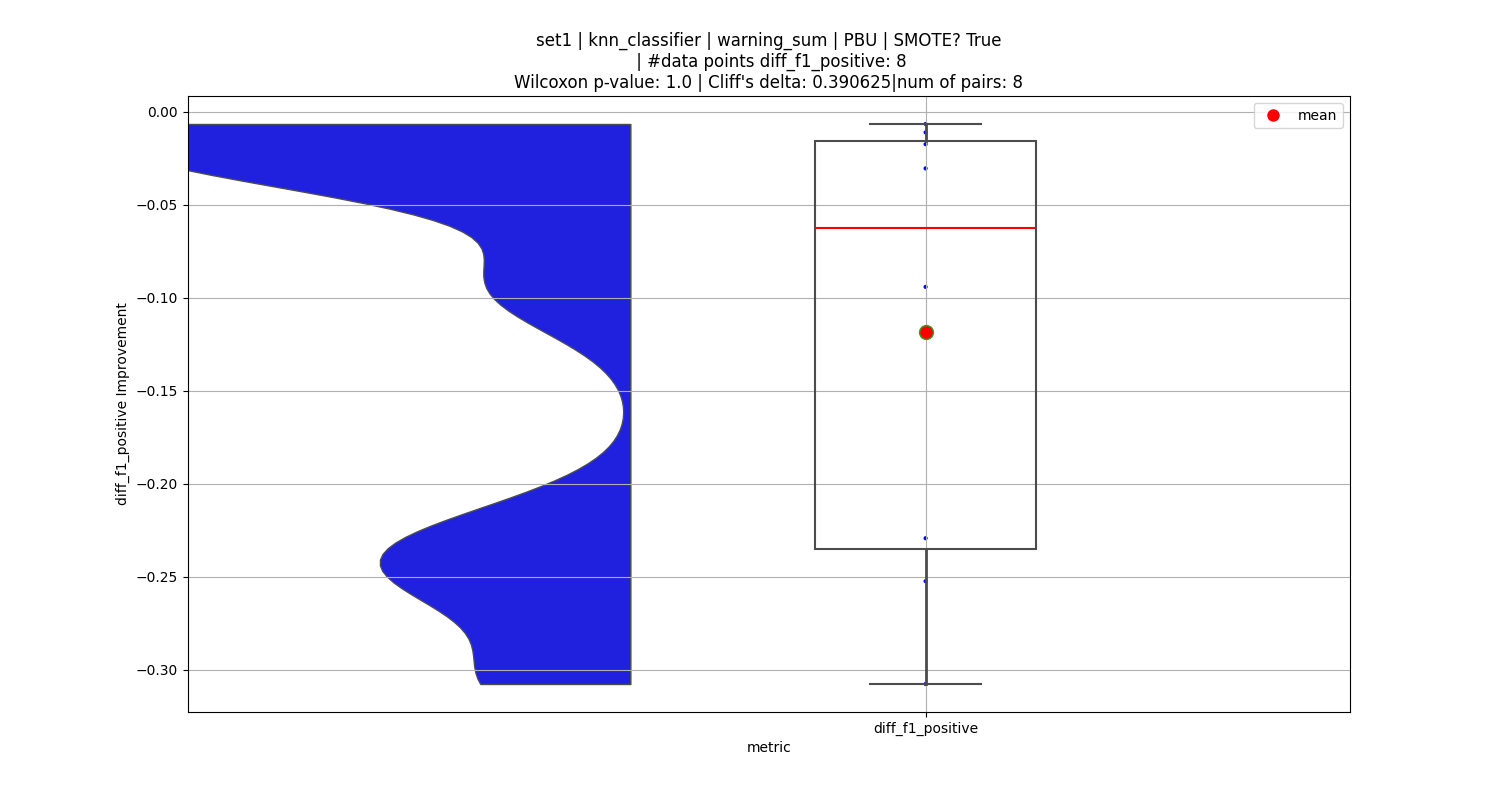 set1 | knn_classifier | warning_sum | PBU | SMOTE? True
| #data points diff_f1_positive: 8
Wilcoxon p-value: 1.0 | Cliff's delta: 0.390625|num of pairs: 8
mean
0.00
−0.05
−0.10
−0.15
−0.20
−0.25
−0.30
diff_f1_positive Improvement
diff_f1_positive
metric